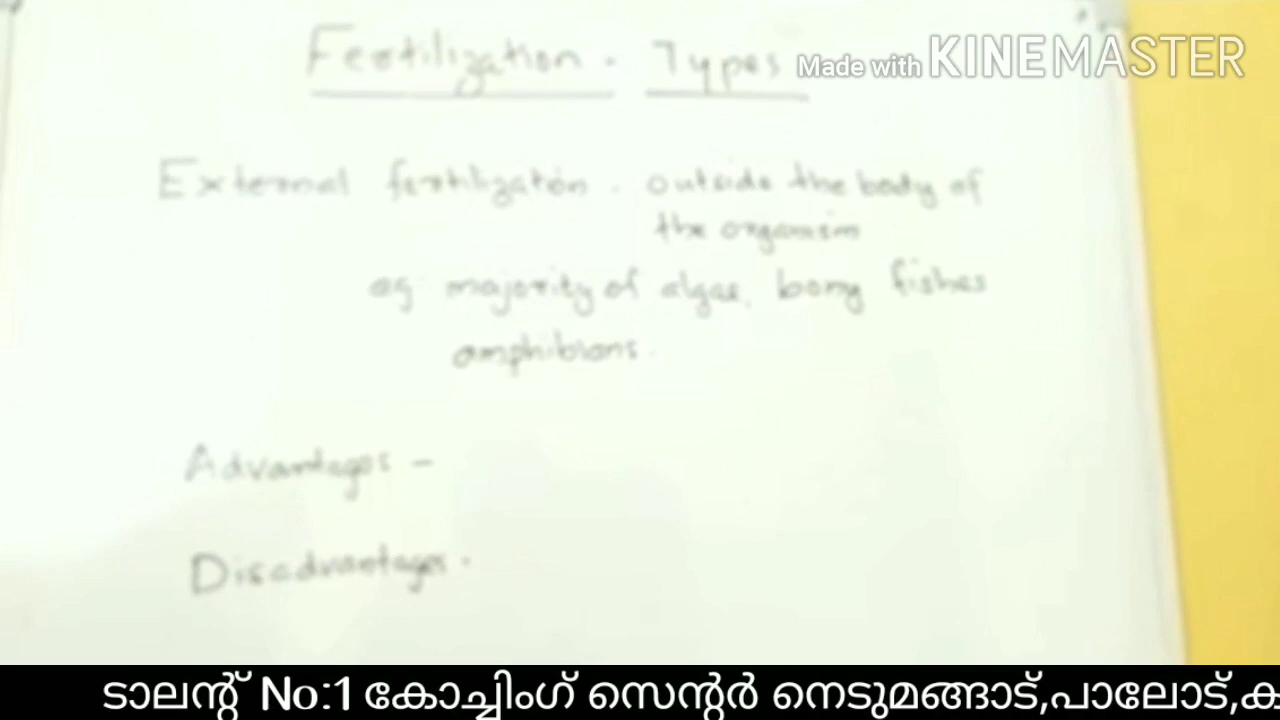 Fertilization - Types
Made with KINEMASTER
External fertilization - outside the body of
the organism
eg majority of algae, bony fishes
amphibians.
Advantages -
Disadvantages -
ടാലന്റ് No:1 കോച്ചിംഗ് സെന്റർ നെടുമങ്ങാട്,പാലോട്,ക